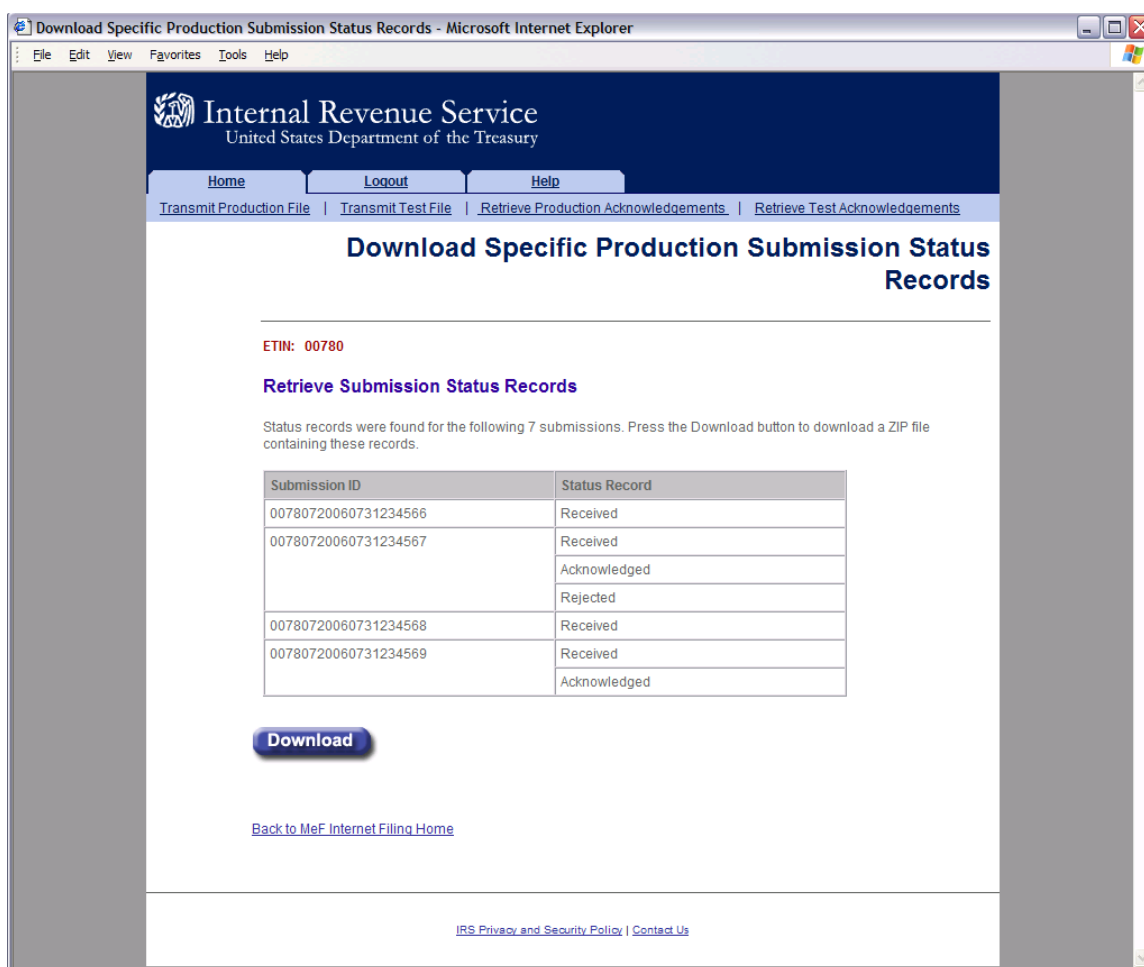 Download Specific Production Submission Status Records - Microsoft Internet Explorer
File Edit View Favorites Tools Help
Internal Revenue Service
United States Department of the Treasury
Home Logout Help
Transmit Production File | Transmit Test File | Retrieve Production Acknowledgements | Retrieve Test Acknowledgements
Download Specific Production Submission Status
Records
ETIN: 00780
Retrieve Submission Status Records
Status records were found for the following 7 submissions. Press the Download button to download a ZIP file
containing these records.
Submission ID Status Record
00780720060731234566 Received
00780720060731234567 Received
Acknowledged
Rejected
00780720060731234568 Received
00780720060731234569 Received
Acknowledged
Download
Back to MeF Internet Filing Home
IRS Privacy and Security Policy | Contact Us